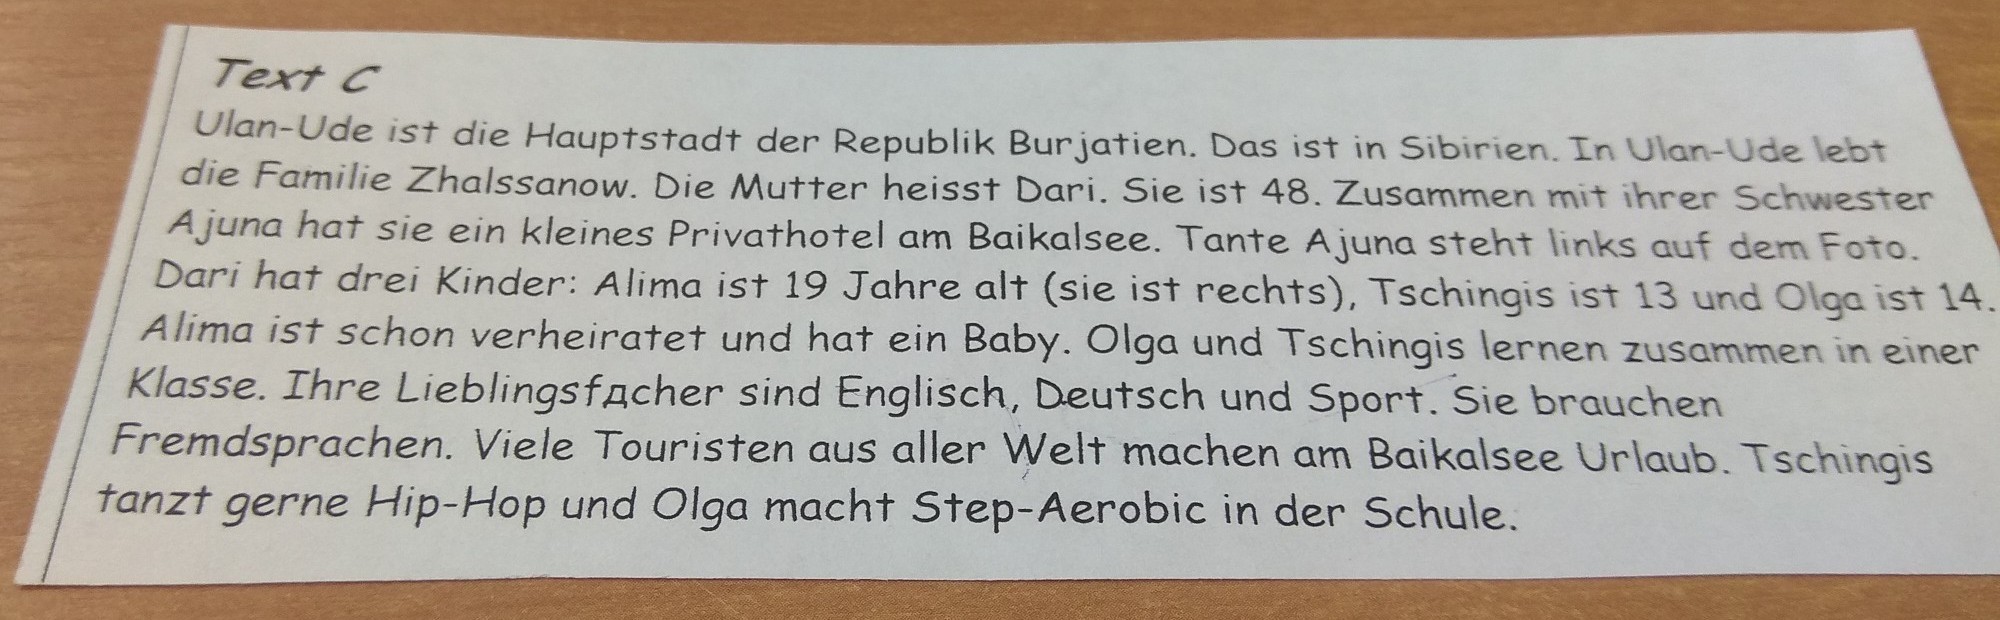 Text C
Ulan-Ude ist die Hauptstadt der Republik Burjatien. Das ist in Sibirien. In Ulan-Ude lebt
die Familie Zhalssanow. Die Mutter heisst Dari. Sie ist 48. Zusammen mit ihrer Schwester
Ajuna hat sie ein kleines Privathotel am Baikalsee. Tante Ajuna steht links auf dem Foto.
Dari hat drei Kinder: Alima ist 19 Jahre alt (sie ist rechts), Tschingis ist 13 und Olga ist 14.
Alima ist schon verheiratet und hat ein Baby. Olga und Tschingis lernen zusammen in einer
Klasse. Ihre Lieblingsfдcher sind Englisch, Deutsch und Sport. Sie brauchen
Fremdsprachen. Viele Touristen aus aller Welt machen am Baikalsee Urlaub. Tschingis
tanzt gerne Hip-Hop und Olga macht Step-Aerobic in der Schule.